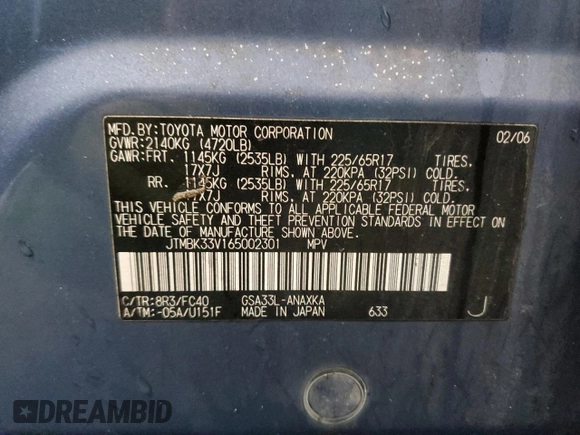 MFD. BY: TOYOTA MOTOR CORPORATION 02/06
GVWR: 2140KG (4720LB)
GAWR: FRT. 1145KG (2535LB) WITH 225/65R17 TIRES,
17X7J RIMS, AT 220KPA (32PSI) COLD.
RR. (2535LB) WITH 225/65R17 TIRES,
RIMS, AT 220KPA (32PSI) COLD.
THIS VEHICLE CONFORMS TO ALL APPLICABLE FEDERAL MOTOR
VEHICLE SAFETY AND THEFT PREVENTION STANDARDS IN EFFECT ON
THE DATE OF MANUFACTURE SHOWN ABOVE.
JTMBK33V165002301 MPV
C/TR: 8R3/FC40 GSA33L-ANAXKA
A/TM: -05A/U151F MADE IN JAPAN 633 J
DREAMBID